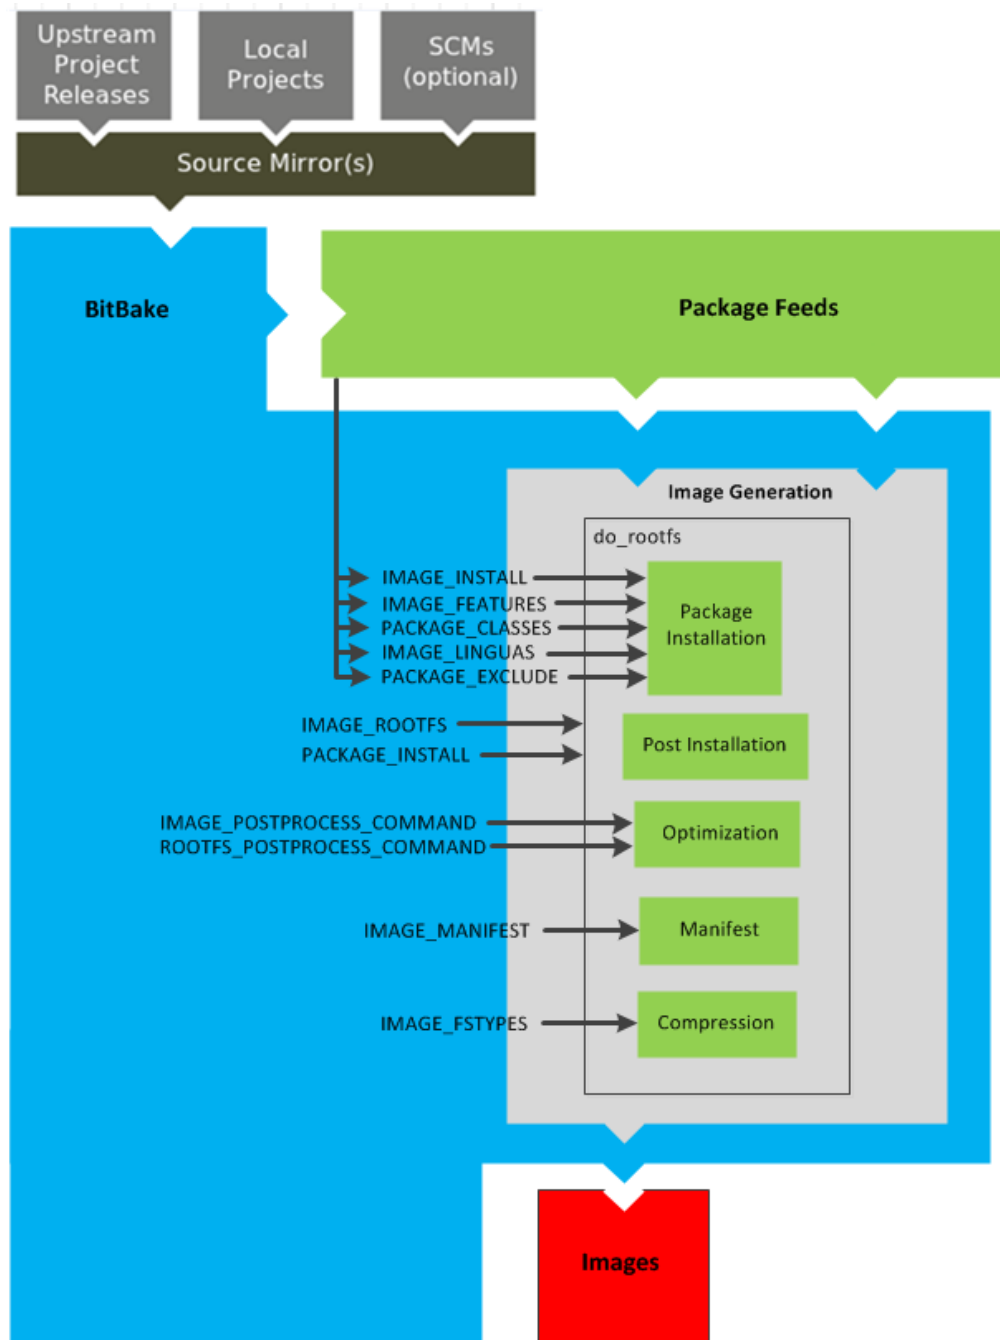 Upstream
Project
Releases
Local
Projects
SCMs
(optional)
Source Mirror(s)
BitBake
Package Feeds
Image Generation
do_rootfs
IMAGE_INSTALL
IMAGE_FEATURES
PACKAGE_CLASSES
IMAGE_LINGUAS
PACKAGE_EXCLUDE
Package
Installation
IMAGE_ROOTFS
PACKAGE_INSTALL
Post Installation
IMAGE_POSTPROCESS_COMMAND
ROOTFS_POSTPROCESS_COMMAND
Optimization
IMAGE_MANIFEST
Manifest
IMAGE_FSTYPES
Compression
Images